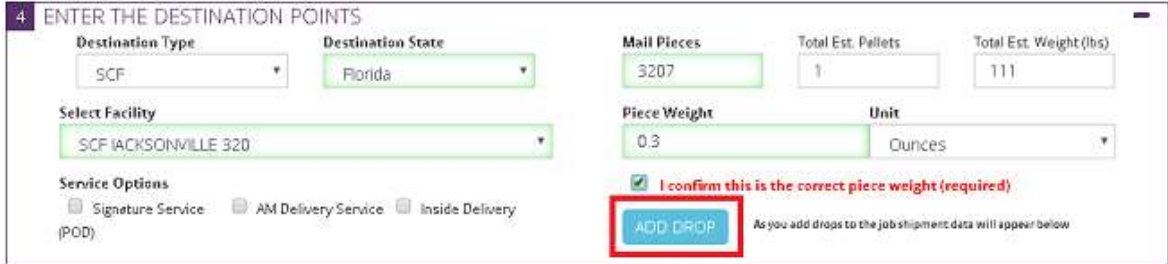 4 ENTER THE DESTINATION POINTS
Destination Type Destination State Mail Pieces Total Est. Pallets Total Est. Weight (lbs)
SCF Florida 3207 1 111
Select Facility Piece Weight Unit
SCF JACKSONVILLE 320 0.3 Ounces
Service Options I confirm this is the correct piece weight (required)
Signature Service AM Delivery Service Inside Delivery
(POD)
ADD DROP As you add drops to the job shipment data will appear below